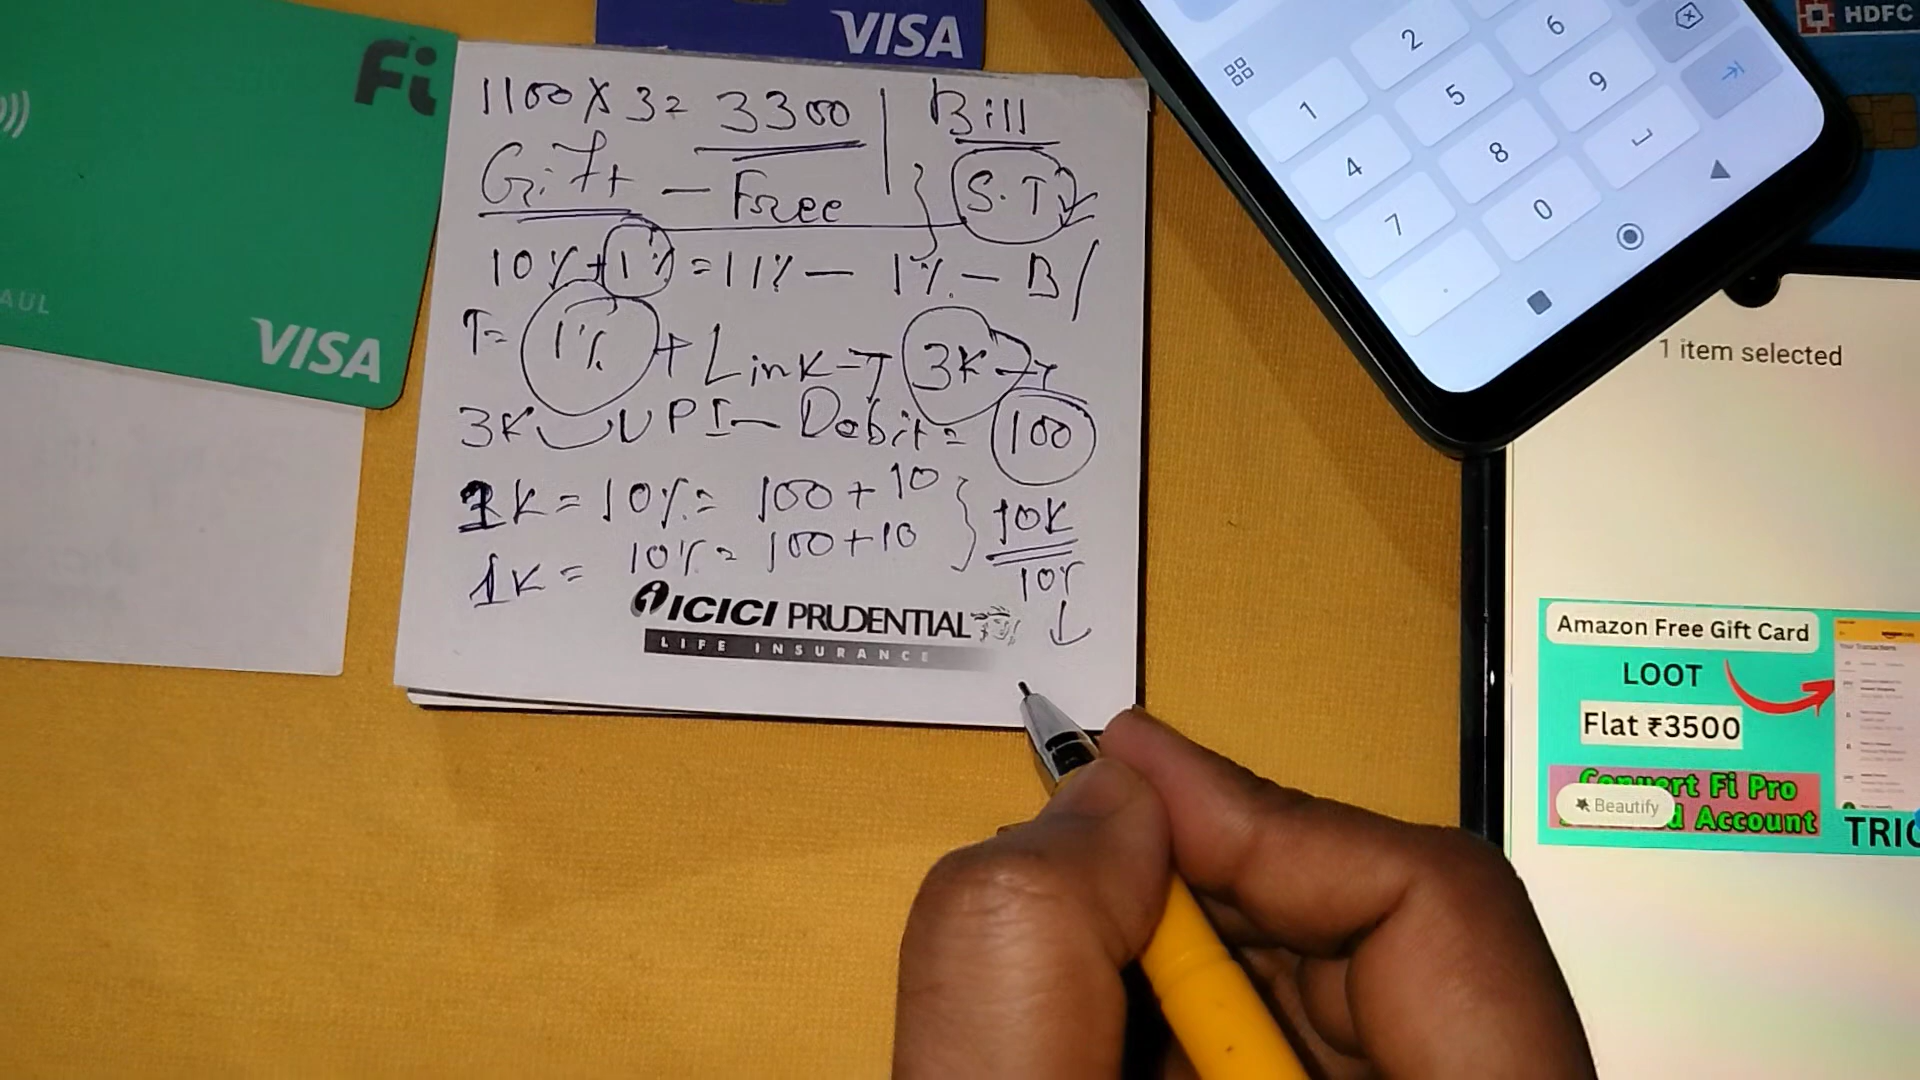 Fi
AUL
VISA
VISA
1100 X 3 = 3300 | Bill
Gift - Free } S.T
10% + 1% = 11% - 1% - B/
T = 1% + Link - T 3K
3K UPI - Debit = 100
1K = 10% = 100 + 10 } 10K
1K = 10% = 100 + 10
10%
ICICI PRUDENTIAL
LIFE INSURANCE
2
6
1
5
9
4
8
7
0
HDFC
1 item selected
Amazon Free Gift Card
LOOT
Flat ₹3500
Convert Fi Pro
Beautify
Account